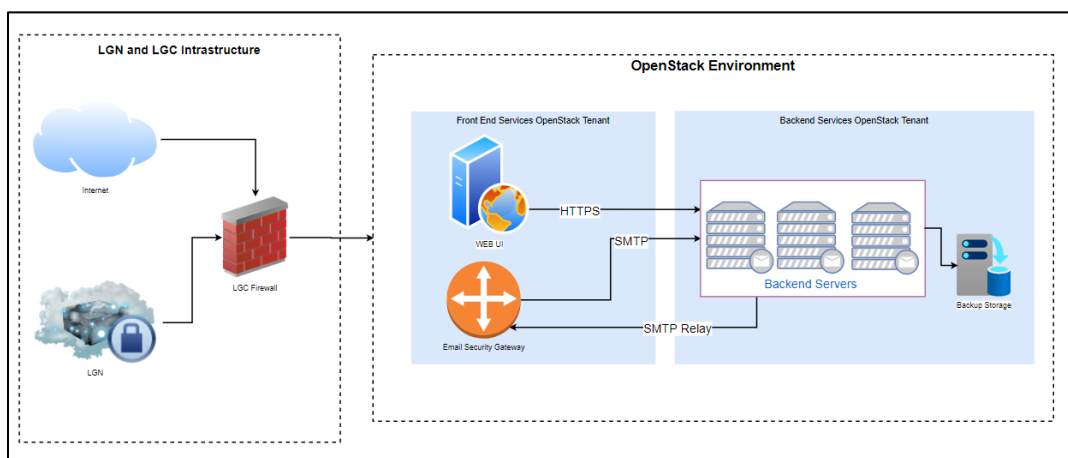 LGN and LGC Intrastructure
Internet
LGC Firewall
LGN
OpenStack Environment
Front End Services OpenStack Tenant
WEB UI
Email Security Gateway
HTTPS
SMTP
SMTP Relay
Backend Services OpenStack Tenant
Backend Servers
Backup Storage